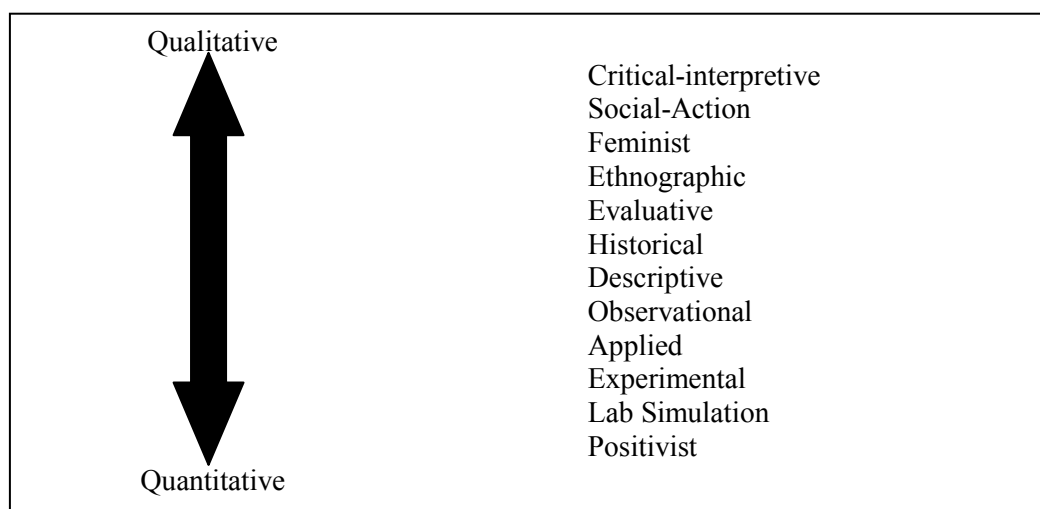 Qualitative
Critical-interpretive
Social-Action
Feminist
Ethnographic
Evaluative
Historical
Descriptive
Observational
Applied
Experimental
Lab Simulation
Positivist
Quantitative